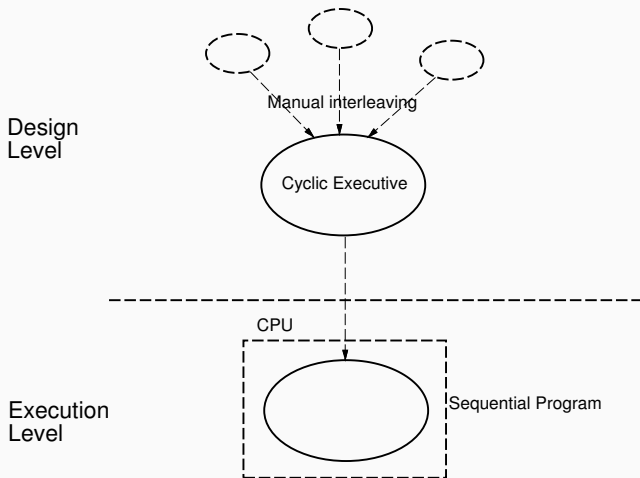 Manual interleaving
Design
Level
Cyclic Executive
CPU
Sequential Program
Execution
Level